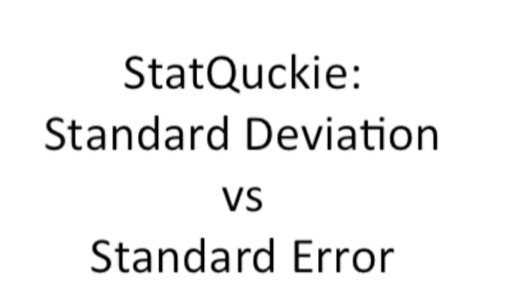 StatQuckie:
Standard Deviation
vs
Standard Error